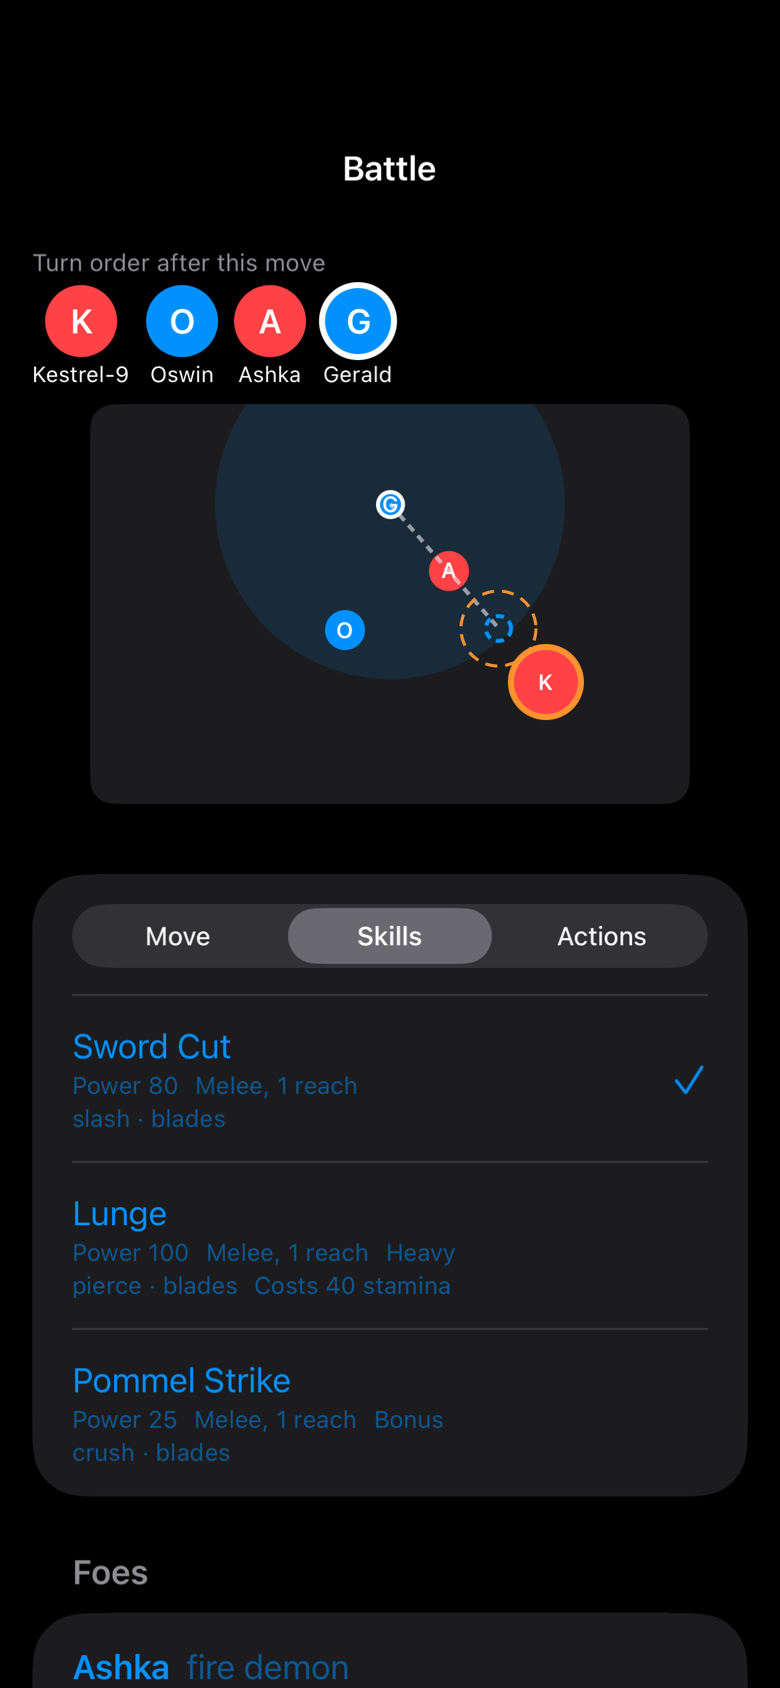 Battle
Turn order after this move
K O A G
Kestrel-9 Oswin Ashka Gerald
G
A
O
K
Move Skills Actions
Sword Cut
Power 80 Melee, 1 reach
slash · blades
Lunge
Power 100 Melee, 1 reach Heavy
pierce · blades Costs 40 stamina
Pommel Strike
Power 25 Melee, 1 reach Bonus
crush · blades
Foes
Ashka fire demon